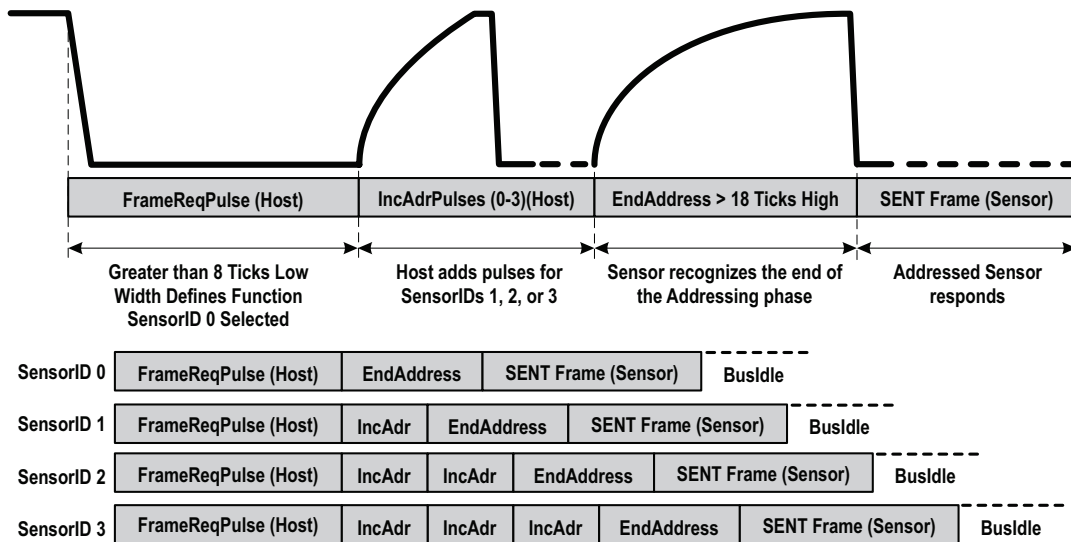 FrameReqPulse (Host) IncAdrPulses (0-3)(Host) EndAddress > 18 Ticks High SENT Frame (Sensor)
Greater than 8 Ticks Low
Width Defines Function
SensorID 0 Selected
Host adds pulses for
SensorIDs 1, 2, or 3
Sensor recognizes the end of
the Addressing phase
Addressed Sensor
responds
SensorID 0 FrameReqPulse (Host) EndAddress SENT Frame (Sensor) BusIdle
SensorID 1 FrameReqPulse (Host) IncAdr EndAddress SENT Frame (Sensor) BusIdle
SensorID 2 FrameReqPulse (Host) IncAdr IncAdr EndAddress SENT Frame (Sensor) BusIdle
SensorID 3 FrameReqPulse (Host) IncAdr IncAdr IncAdr EndAddress SENT Frame (Sensor) BusIdle